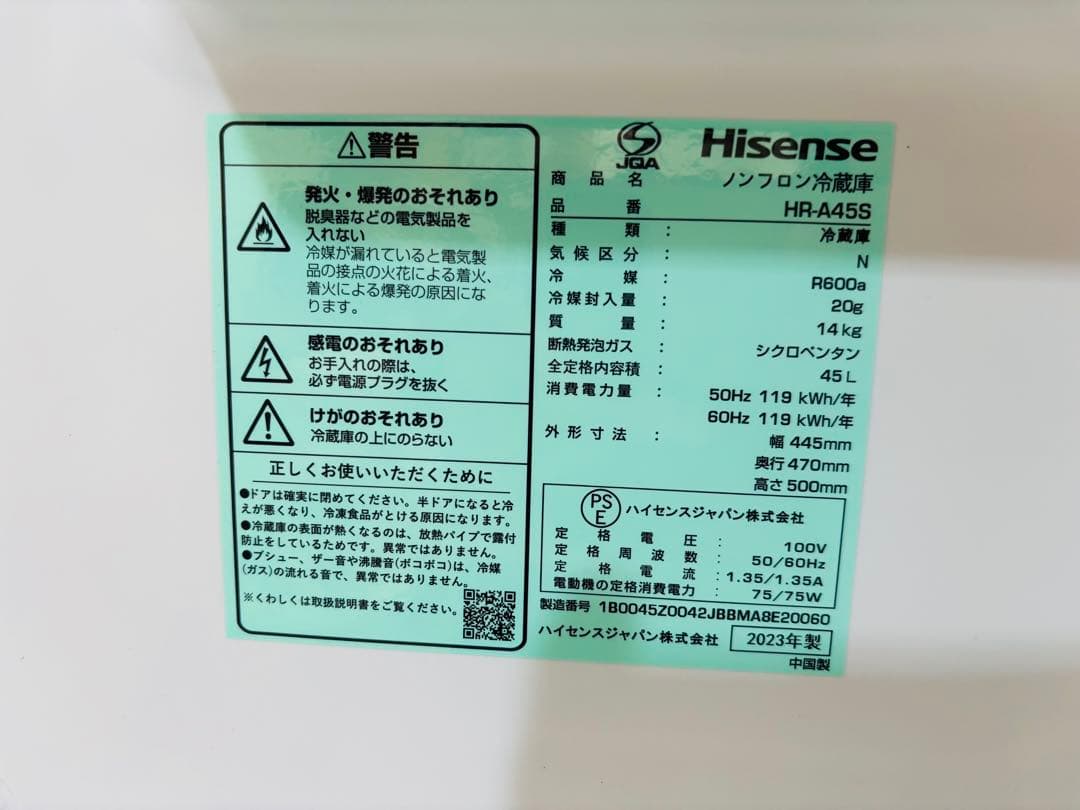 警告
発火・爆発のおそれあり
脱臭器などの電気製品を
入れない
冷媒が漏れていると電気製
品の接点の火花による着火、
着火による爆発の原因にな
ります。
感電のおそれあり
お手入れの際は、
必ず電源プラグを抜く
けがのおそれあり
冷蔵庫の上にのらない
正しくお使いいただくために
●ドアは確実に閉めてください。半ドアになると冷
えが悪くなり、冷凍食品がとける原因になります。
●冷蔵庫の表面が熱くなるのは、放熱パイプで露付
防止をしているためです。異常ではありません。
●プシュー、ザー音や沸騰音(ボコボコ)は、冷媒
(ガス)の流れる音で、異常ではありません。
※くわしくは取扱説明書をご覧ください。
JQA
Hisense
商品名 ノンフロン冷蔵庫
品番 HR-A45S
種類 : 冷蔵庫
気候区分 : N
冷媒 : R600a
冷媒封入量 : 20g
質量 : 14kg
断熱発泡ガス : シクロペンタン
全定格内容積 : 45L
消費電力量 : 50Hz 119 kWh/年
60Hz 119 kWh/年
外形寸法 : 幅 445mm
奥行 470mm
高さ 500mm
PS
E
ハイセンスジャパン株式会社
定格電圧 : 100V
定格周波数 : 50/60Hz
定格電流 : 1.35/1.35A
電動機の定格消費電力 : 75/75W
製造番号 1B0045Z0042JBBMA8E20060
ハイセンスジャパン株式会社 2023年製
中国製